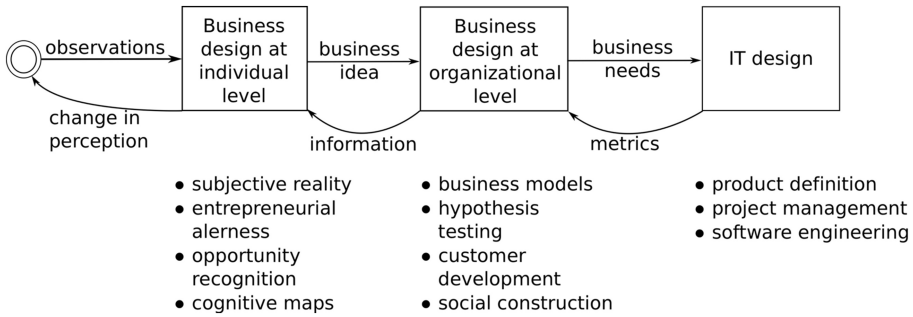 observations
change in
perception
Business
design at
individual
level
business
idea
information
Business
design at
organizational
level
business
needs
metrics
IT design
• subjective reality
• entrepreneurial
alerness
• opportunity
recognition
• cognitive maps
• business models
• hypothesis
testing
• customer
development
• social construction
• product definition
• project management
• software engineering